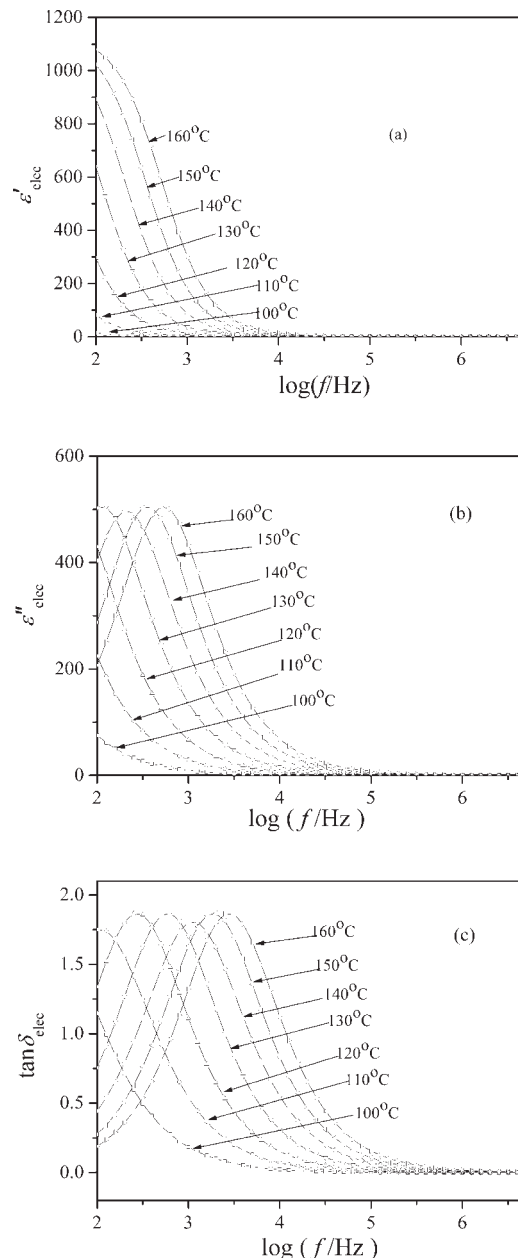 1200
1000
800
600
400
200
0
ε'elec
(a)
160°C
150°C
140°C
130°C
120°C
110°C
100°C
2 3 4 5 6
log(f/Hz)
600
400
200
0
ε"elec
(b)
160°C
150°C
140°C
130°C
120°C
110°C
100°C
2 3 4 5 6
log ( f /Hz )
2.0
1.5
1.0
0.5
0.0
tanδelec
(c)
160°C
150°C
140°C
130°C
120°C
110°C
100°C
2 3 4 5 6
log ( f /Hz )